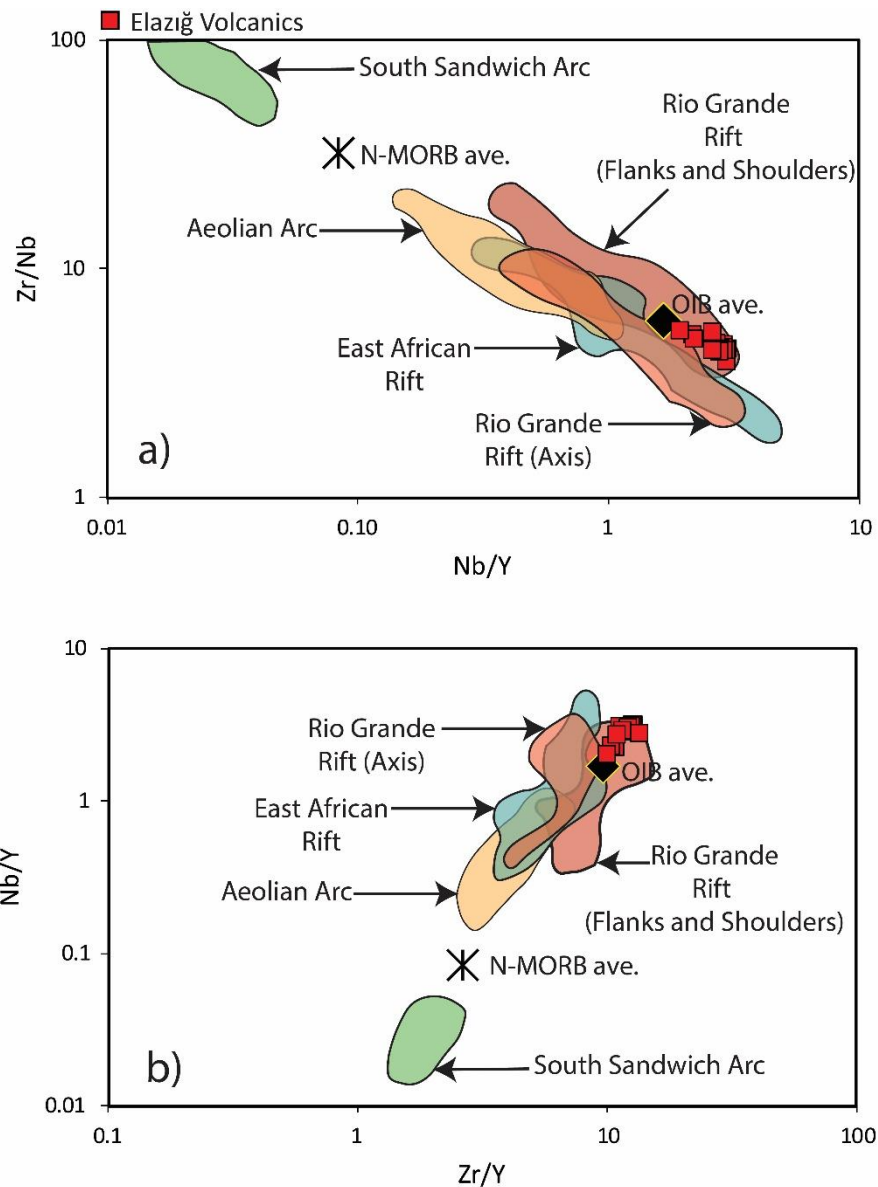 Elazığ Volcanics
100
South Sandwich Arc
Rio Grande
Rift
(Flanks and Shoulders)
N-MORB ave.
Aeolian Arc
Zr/Nb
10
OIB ave.
East African
Rift
Rio Grande
Rift (Axis)
a)
1
0.01
0.10
1
10
Nb/Y
10
Rio Grande
Rift (Axis)
OIB ave.
1
East African
Rift
Rio Grande
Rift
(Flanks and Shoulders)
Aeolian Arc
Nb/Y
0.1
N-MORB ave.
South Sandwich Arc
b)
0.01
0.1
1
10
100
Zr/Y